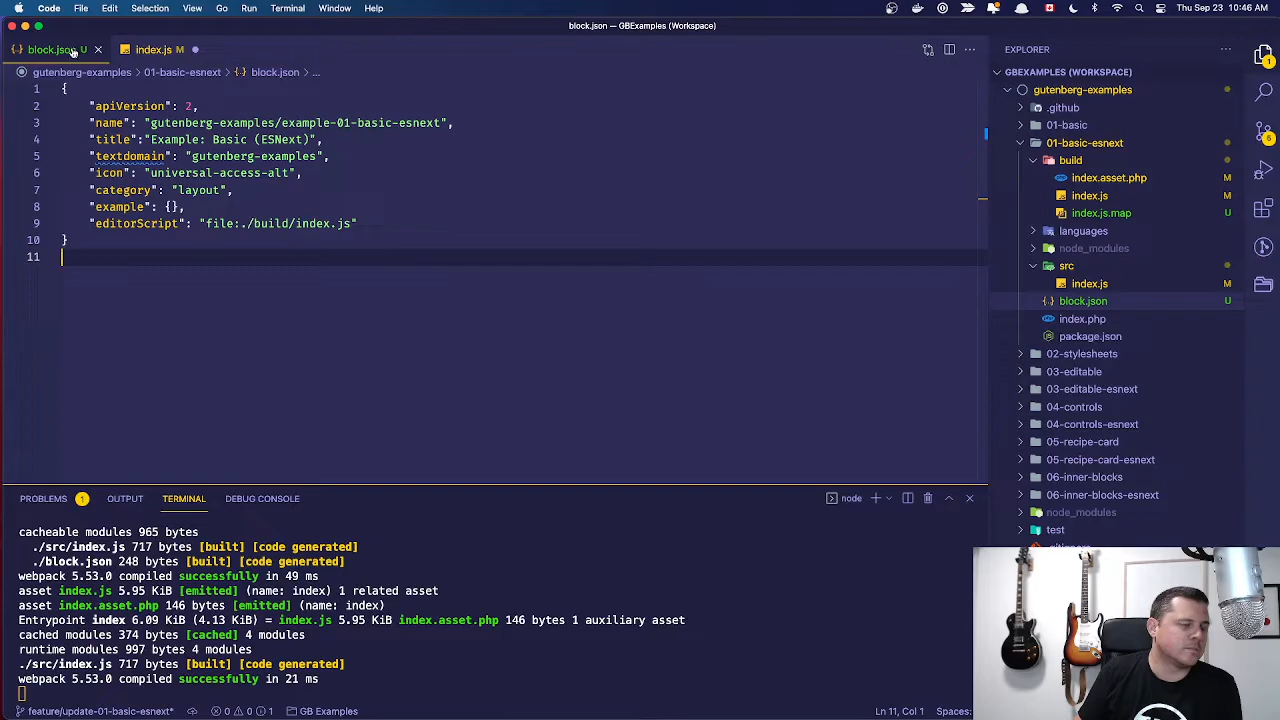 Code File Edit Selection View Go Run Terminal Window Help
Thu Sep 23 10:46 AM
block.json — GBExamples (Workspace)
block.json U
index.js M
gutenberg-examples > 01-basic-esnext > block.json > ...
1 {
2 "apiVersion": 2,
3 "name": "gutenberg-examples/example-01-basic-esnext",
4 "title":"Example: Basic (ESNext)",
5 "textdomain": "gutenberg-examples",
6 "icon": "universal-access-alt",
7 "category": "layout",
8 "example": {},
9 "editorScript": "file:./build/index.js"
10 }
11
EXPLORER
GBEXAMPLES (WORKSPACE)
gutenberg-examples
.github
01-basic
01-basic-esnext
build
index.asset.php M
index.js M
index.js.map U
languages
node_modules
src
index.js M
block.json U
index.php
package.json
02-stylesheets
03-editable
03-editable-esnext
04-controls
04-controls-esnext
05-recipe-card
05-recipe-card-esnext
06-inner-blocks
06-inner-blocks-esnext
node_modules
test
1
6
PROBLEMS 1 OUTPUT TERMINAL DEBUG CONSOLE
node
cacheable modules 965 bytes
./src/index.js 717 bytes [built] [code generated]
./block.json 248 bytes [built] [code generated]
webpack 5.53.0 compiled successfully in 49 ms
asset index.js 5.95 KiB [emitted] (name: index) 1 related asset
asset index.asset.php 146 bytes [emitted] (name: index)
Entrypoint index 6.09 KiB (4.13 KiB) = index.js 5.95 KiB index.asset.php 146 bytes 1 auxiliary asset
cached modules 374 bytes [cached] 4 modules
runtime modules 997 bytes 4 modules
./src/index.js 717 bytes [built] [code generated]
webpack 5.53.0 compiled successfully in 21 ms
feature/update-01-basic-esnext* 0 0 1 GB Examples
Ln 11, Col 1 Spaces: